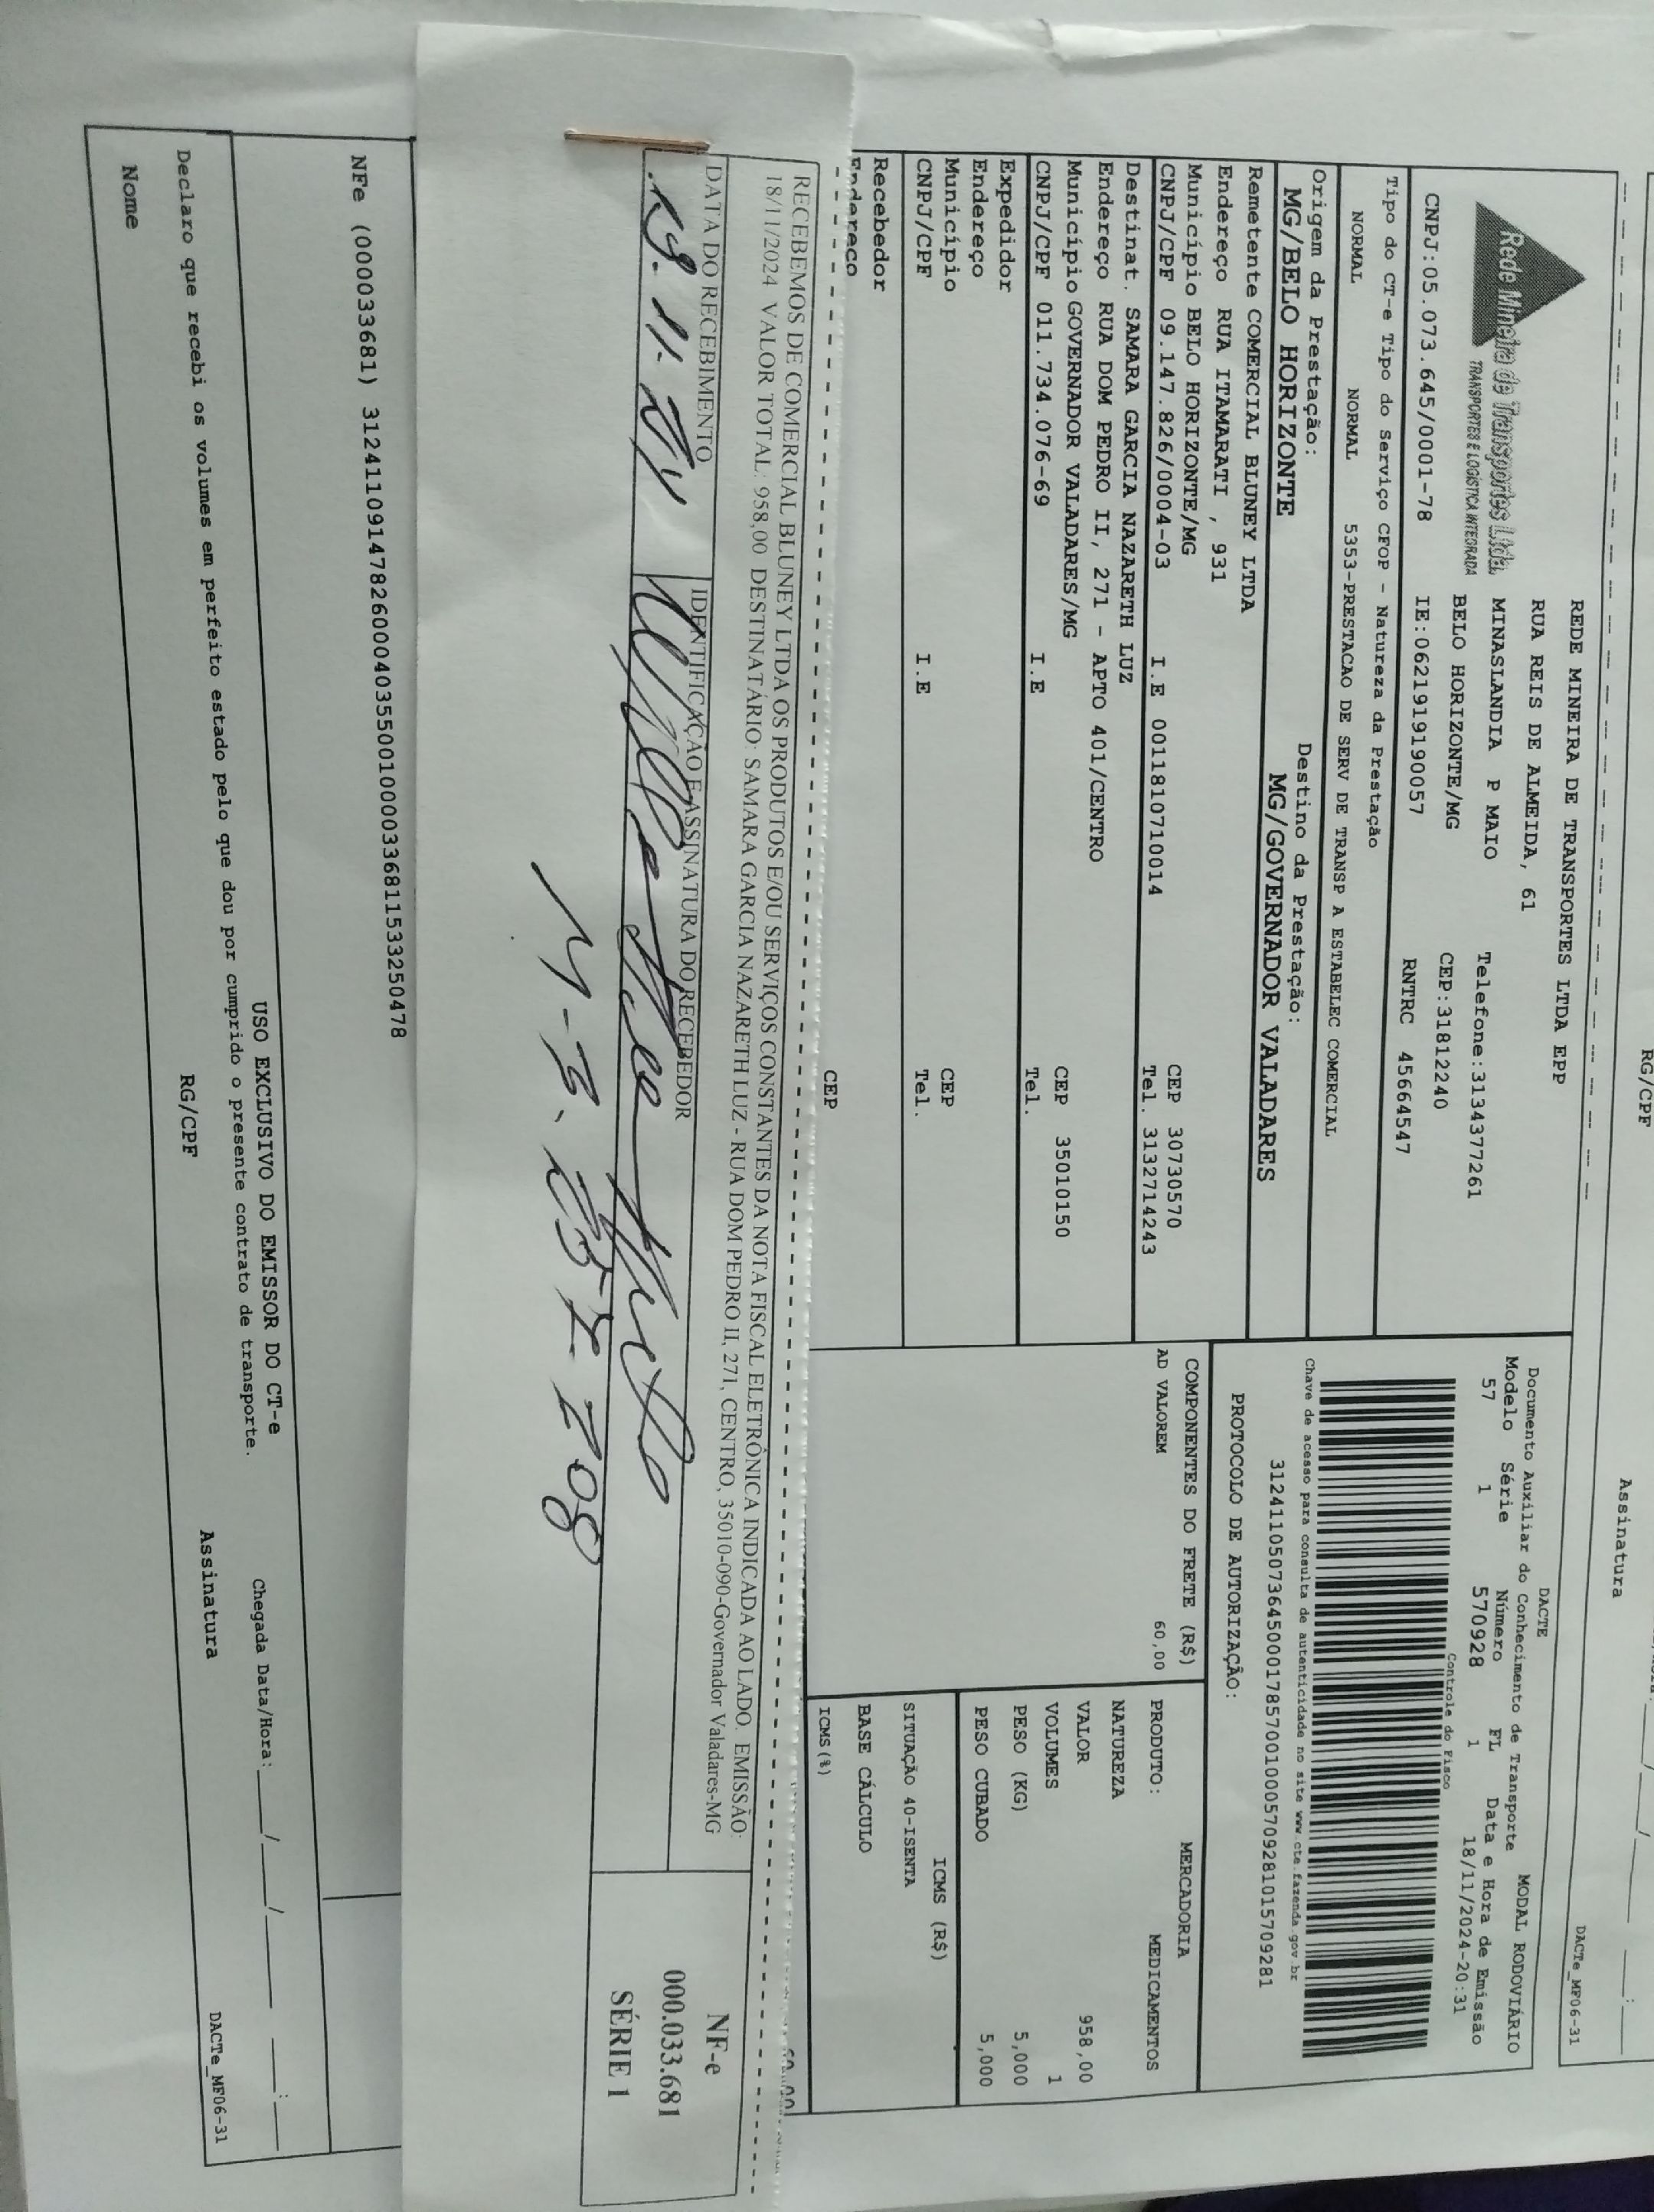 RG/CPF
Assinatura
DACTe_MF06-31
Rede Mineira de Transportes Ltda.
TRANSPORTES E LOGÍSTICA INTEGRADA
REDE MINEIRA DE TRANSPORTES LTDA EPP
RUA REIS DE ALMEIDA, 61
MINASLANDIA P MAIO Telefone:3134377261
BELO HORIZONTE/MG CEP:31812240
CNPJ:05.073.645/0001-78 IE:0621919190057 RNTRC 45664547
Tipo do CT-e Tipo do Serviço CFOP - Natureza da Prestação
NORMAL NORMAL 5353-PRESTACAO DE SERV DE TRANSP A ESTABELEC COMERCIAL
Origem da Prestação: Destino da Prestação:
MG/BELO HORIZONTE MG/GOVERNADOR VALADARES
Remetente COMERCIAL BLUNEY LTDA
Endereço RUA ITAMARATI , 931
Município BELO HORIZONTE/MG CEP 30730570
CNPJ/CPF 09.147.826/0004-03 I.E 0011810710014 Tel. 3132714243
Destinat. SAMARA GARCIA NAZARETH LUZ
Endereço RUA DOM PEDRO II, 271 - APTO 401/CENTRO
Município GOVERNADOR VALADARES/MG CEP 35010150
CNPJ/CPF 011.734.076-69 I.E Tel.
Expedidor
Endereço
Município CEP
CNPJ/CPF I.E Tel.
Recebedor
Endereço CEP
DACTE
Documento Auxiliar do Conhecimento de Transporte MODAL RODOVIÁRIO
Modelo Série Número FL Data e Hora de Emissão
57 1 570928 1 18/11/2024-20:31
Controle do Fisco
Chave de acesso para consulta de autenticidade no site www.cte.fazenda.gov.br
31241105073645000178570010005709281015709281
PROTOCOLO DE AUTORIZAÇÃO:
COMPONENTES DO FRETE (R$)
AD VALOREM 60,00
MERCADORIA
PRODUTO: MEDICAMENTOS
NATUREZA
VALOR 958,00
VOLUMES 1
PESO (KG) 5,000
PESO CUBADO 5,000
ICMS (R$)
SITUAÇÃO 40-ISENTA
BASE CÁLCULO
ICMS(%)
RECEBEMOS DE COMERCIAL BLUNEY LTDA OS PRODUTOS E/OU SERVIÇOS CONSTANTES DA NOTA FISCAL ELETRÔNICA INDICADA AO LADO. EMISSÃO:
18/11/2024 VALOR TOTAL: 958,00 DESTINATÁRIO: SAMARA GARCIA NAZARETH LUZ - RUA DOM PEDRO II, 271, CENTRO, 35010-090-Governador Valadares-MG
DATA DO RECEBIMENTO IDENTIFICAÇÃO E ASSINATURA DO RECEBEDOR
19.11.24
NF-e
000.033.681
SÉRIE 1
NFe (000033681) 31241109147826000403550010000336811533250478
USO EXCLUSIVO DO EMISSOR DO CT-e
Declaro que recebi os volumes em perfeito estado pelo que dou por cumprido o presente contrato de transporte.
Chegada Data/Hora:____/____/____ ___:___
Nome RG/CPF Assinatura
DACTe_MF06-31